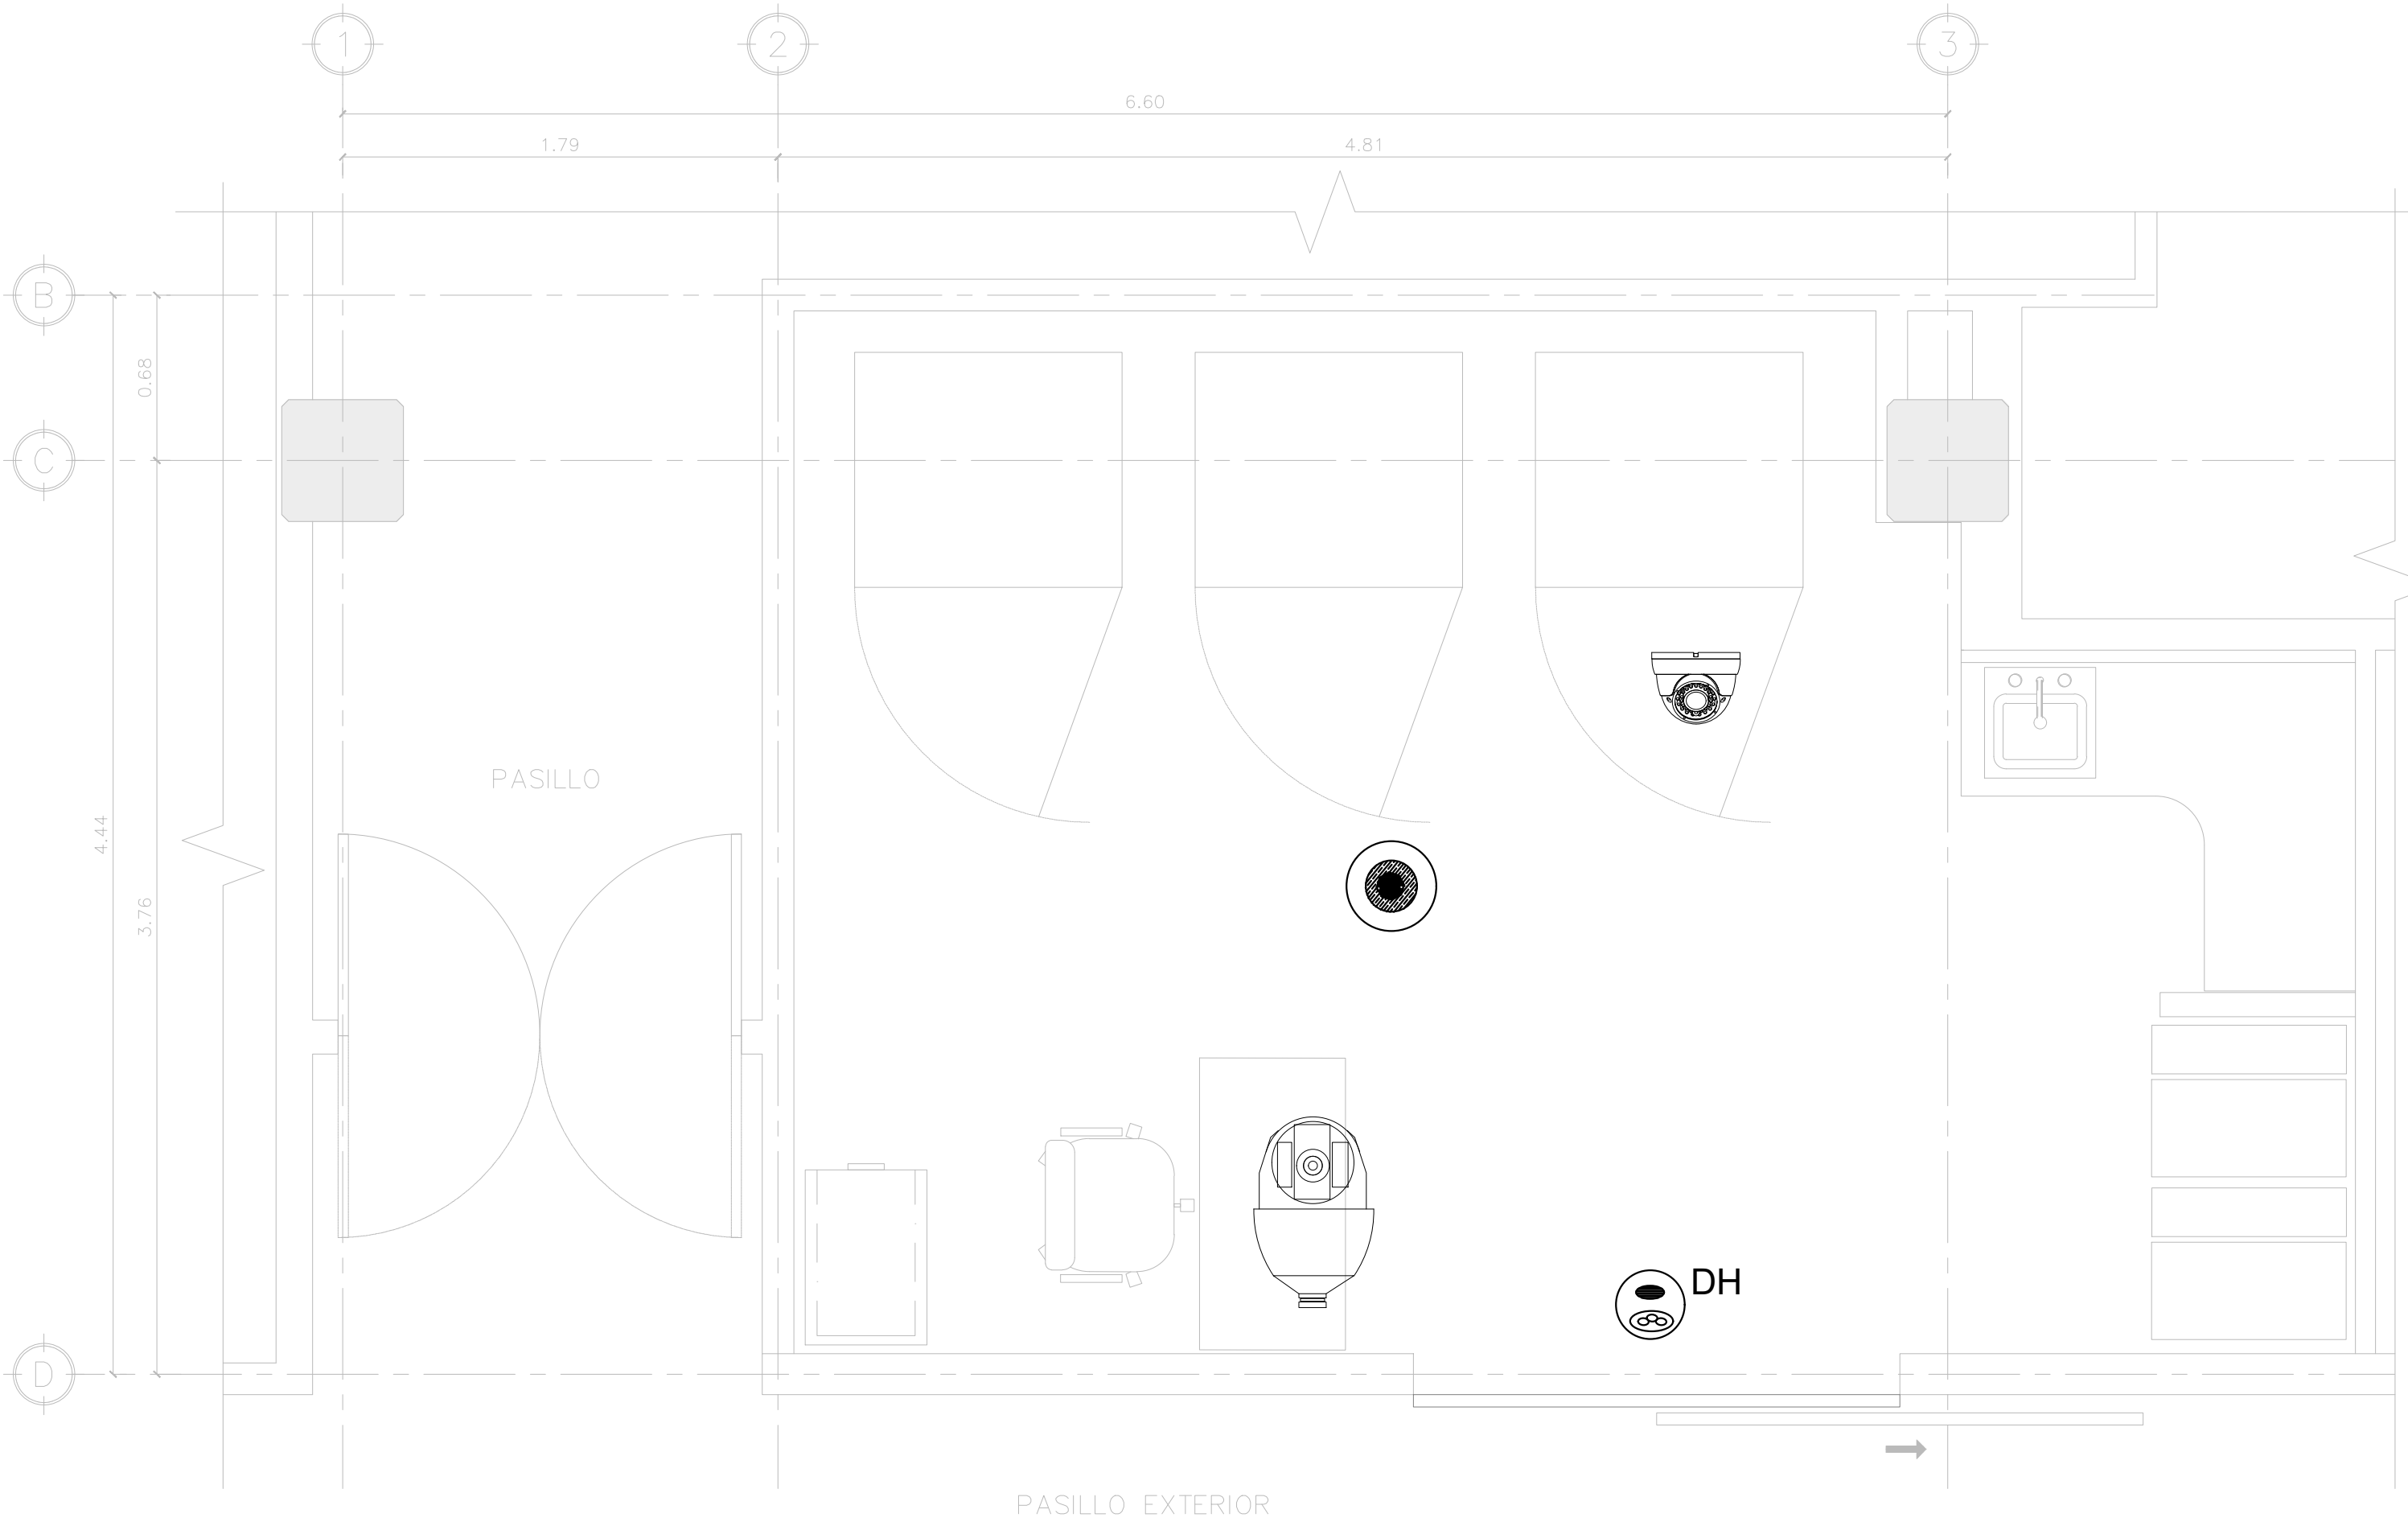 1
2
3
6.60
1.79
4.81
B
0.68
C
PASILLO
4.44
3.76
DH
D
PASILLO EXTERIOR